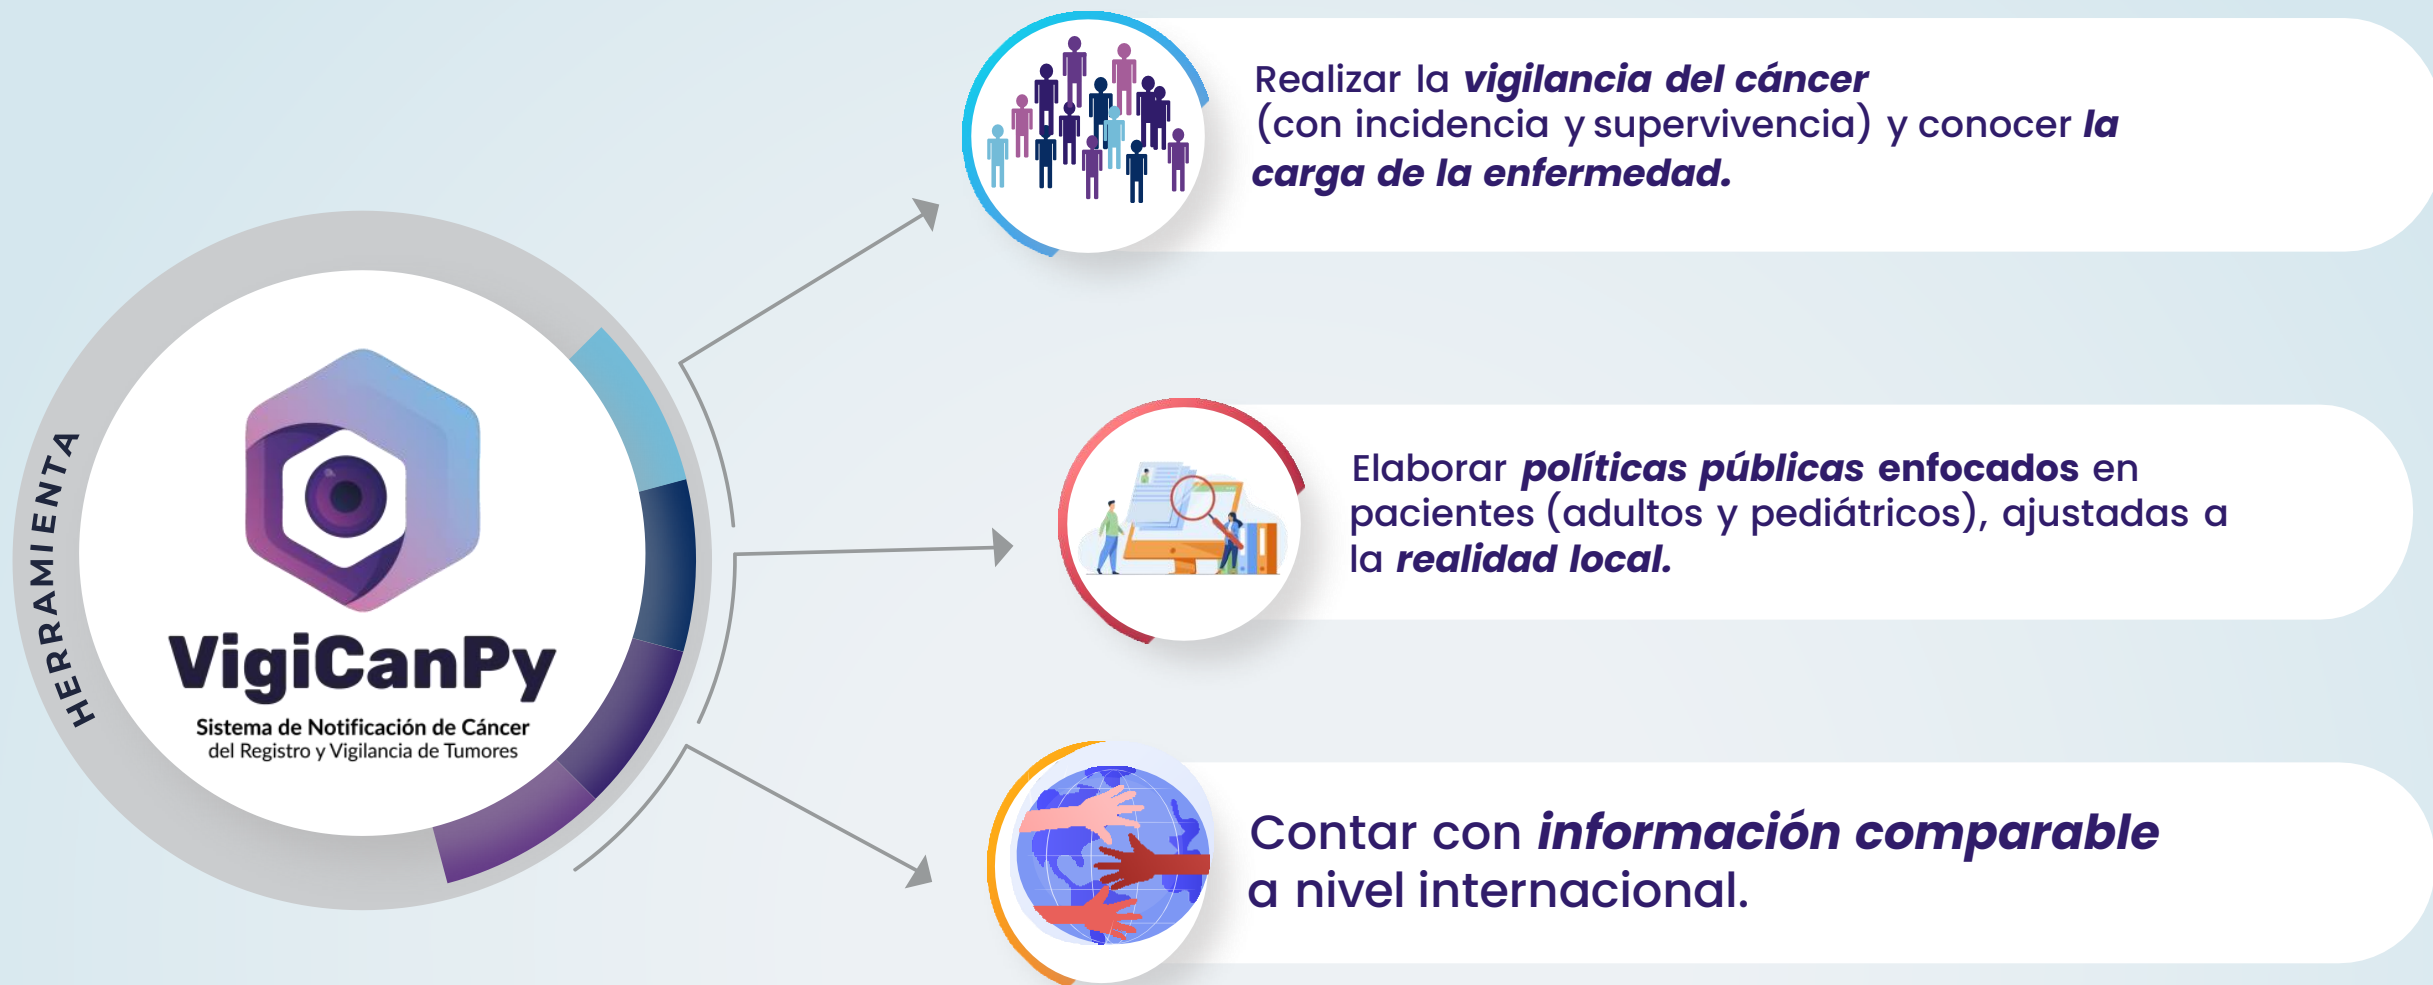 HERRAMIENTA
VigiCanPy
Sistema de Notificación de Cáncer
del Registro y Vigilancia de Tumores
Realizar la vigilancia del cáncer
(con incidencia y supervivencia) y conocer la
carga de la enfermedad.
Elaborar políticas públicas enfocados en
pacientes (adultos y pediátricos), ajustadas a
la realidad local.
Contar con información comparable
a nivel internacional.